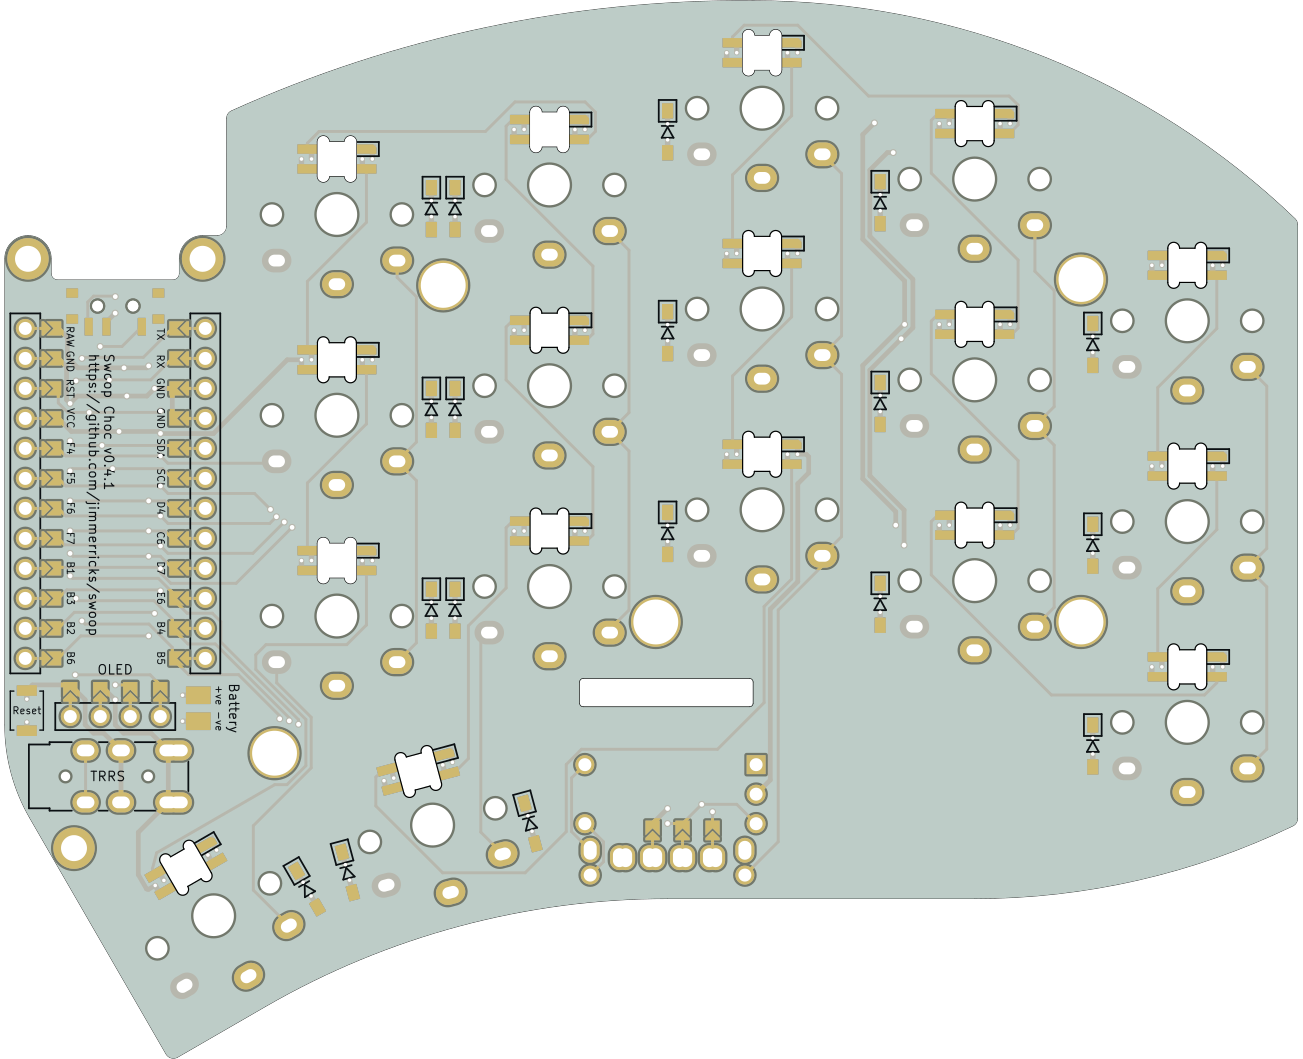 RAW
GND
RST
VCC
F4
F5
F6
F7
B1
B3
B2
B6
Swoop Choc v0.4.1
https://github.com/jimmerricks/swoop
TX
RX
GND
GND
SDA
SCL
D4
C6
D7
E6
B4
B5
OLED
Reset
Battery
+ve -ve
TRRS